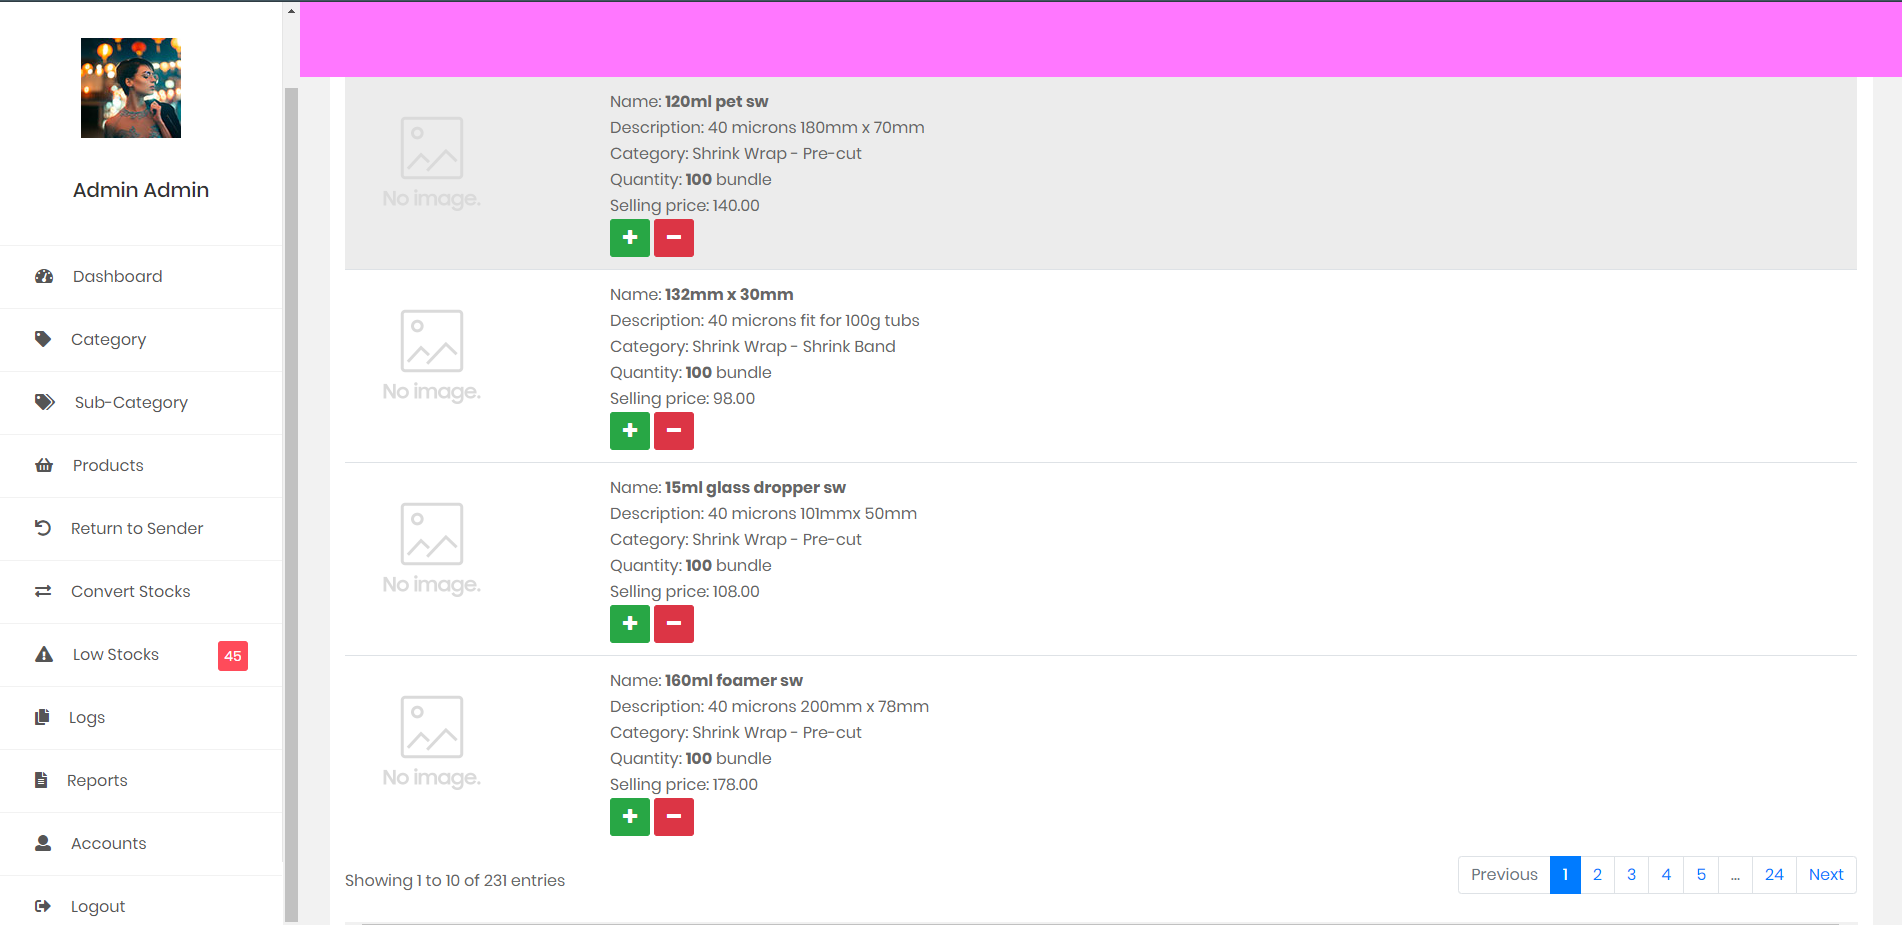 Admin Admin
Dashboard
Category
Sub-Category
Products
Return to Sender
Convert Stocks
Low Stocks 45
Logs
Reports
Accounts
Logout
No image.
Name: 120ml pet sw
Description: 40 microns 180mm x 70mm
Category: Shrink Wrap - Pre-cut
Quantity: 100 bundle
Selling price: 140.00
No image.
Name: 132mm x 30mm
Description: 40 microns fit for 100g tubs
Category: Shrink Wrap - Shrink Band
Quantity: 100 bundle
Selling price: 98.00
No image.
Name: 15ml glass dropper sw
Description: 40 microns 101mmx 50mm
Category: Shrink Wrap - Pre-cut
Quantity: 100 bundle
Selling price: 108.00
No image.
Name: 160ml foamer sw
Description: 40 microns 200mm x 78mm
Category: Shrink Wrap - Pre-cut
Quantity: 100 bundle
Selling price: 178.00
Showing 1 to 10 of 231 entries
Previous 1 2 3 4 5 ... 24 Next